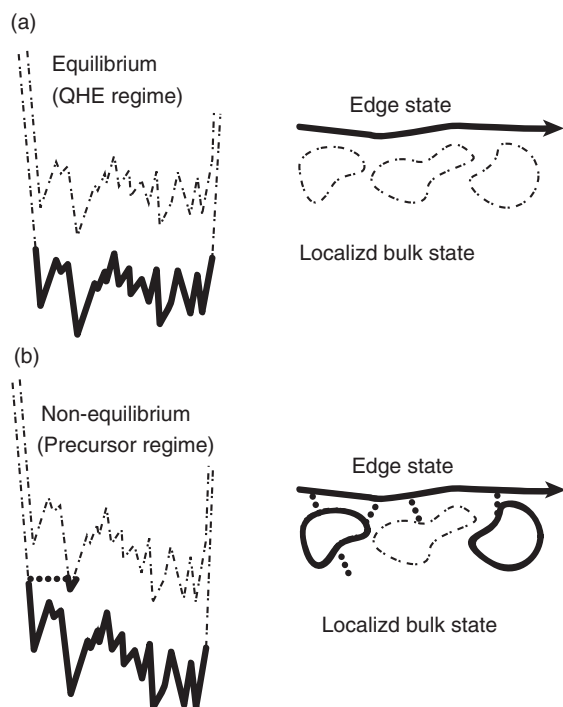 (a)
Equilibrium
(QHE regime)
Edge state
Localizd bulk state
(b)
Non-equilibrium
(Precursor regime)
Edge state
Localizd bulk state